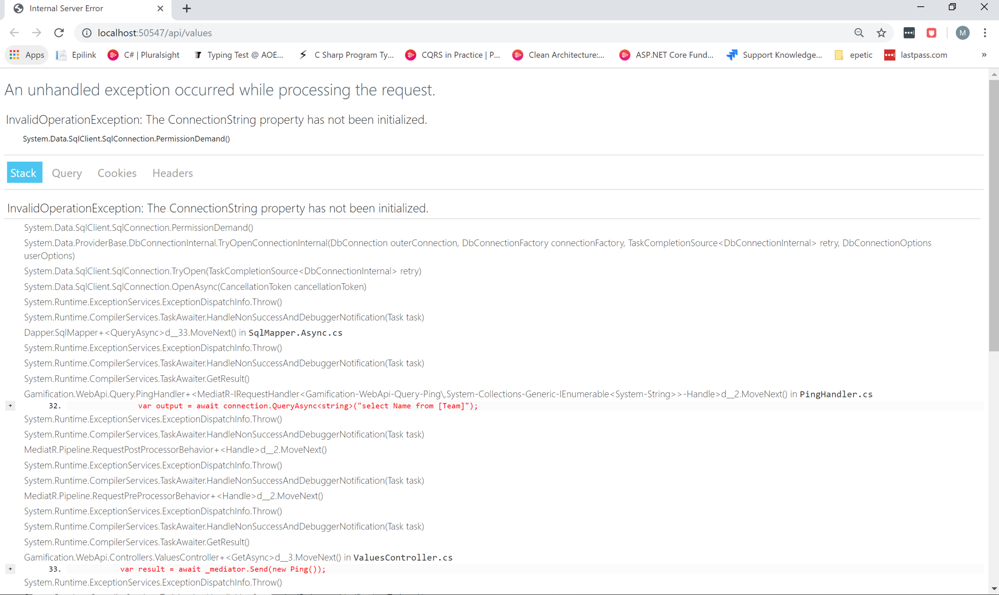 Internal Server Error
localhost:50547/api/values
M
Apps
Epilink
C# | Pluralsight
Typing Test @ AOE...
C Sharp Program Ty...
CQRS in Practice | P...
Clean Architecture:...
ASP.NET Core Fund...
Support Knowledge...
epetic
lastpass.com
»
An unhandled exception occurred while processing the request.
InvalidOperationException: The ConnectionString property has not been initialized.
System.Data.SqlClient.SqlConnection.PermissionDemand()
Stack Query Cookies Headers
InvalidOperationException: The ConnectionString property has not been initialized.
System.Data.SqlClient.SqlConnection.PermissionDemand()
System.Data.ProviderBase.DbConnectionInternal.TryOpenConnectionInternal(DbConnection outerConnection, DbConnectionFactory connectionFactory, TaskCompletionSource<DbConnectionInternal> retry, DbConnectionOptions
userOptions)
System.Data.SqlClient.SqlConnection.TryOpen(TaskCompletionSource<DbConnectionInternal> retry)
System.Data.SqlClient.SqlConnection.OpenAsync(CancellationToken cancellationToken)
System.Runtime.ExceptionServices.ExceptionDispatchInfo.Throw()
System.Runtime.CompilerServices.TaskAwaiter.HandleNonSuccessAndDebuggerNotification(Task task)
Dapper.SqlMapper+<QueryAsync>d__33.MoveNext() in SqlMapper.Async.cs
System.Runtime.ExceptionServices.ExceptionDispatchInfo.Throw()
System.Runtime.CompilerServices.TaskAwaiter.HandleNonSuccessAndDebuggerNotification(Task task)
System.Runtime.CompilerServices.TaskAwaiter.GetResult()
Gamification.WebApi.Query.PingHandler+<MediatR-IRequestHandler<Gamification-WebApi-Query-Ping\,System-Collections-Generic-IEnumerable<System-String>>-Handle>d__2.MoveNext() in PingHandler.cs
+ 32. var output = await connection.QueryAsync<string>("select Name from [Team]");
System.Runtime.ExceptionServices.ExceptionDispatchInfo.Throw()
System.Runtime.CompilerServices.TaskAwaiter.HandleNonSuccessAndDebuggerNotification(Task task)
MediatR.Pipeline.RequestPostProcessorBehavior+<Handle>d__2.MoveNext()
System.Runtime.ExceptionServices.ExceptionDispatchInfo.Throw()
System.Runtime.CompilerServices.TaskAwaiter.HandleNonSuccessAndDebuggerNotification(Task task)
MediatR.Pipeline.RequestPreProcessorBehavior+<Handle>d__2.MoveNext()
System.Runtime.ExceptionServices.ExceptionDispatchInfo.Throw()
System.Runtime.CompilerServices.TaskAwaiter.HandleNonSuccessAndDebuggerNotification(Task task)
System.Runtime.CompilerServices.TaskAwaiter.GetResult()
Gamification.WebApi.Controllers.ValuesController+<GetAsync>d__3.MoveNext() in ValuesController.cs
+ 33. var result = await _mediator.Send(new Ping());
System.Runtime.ExceptionServices.ExceptionDispatchInfo.Throw()